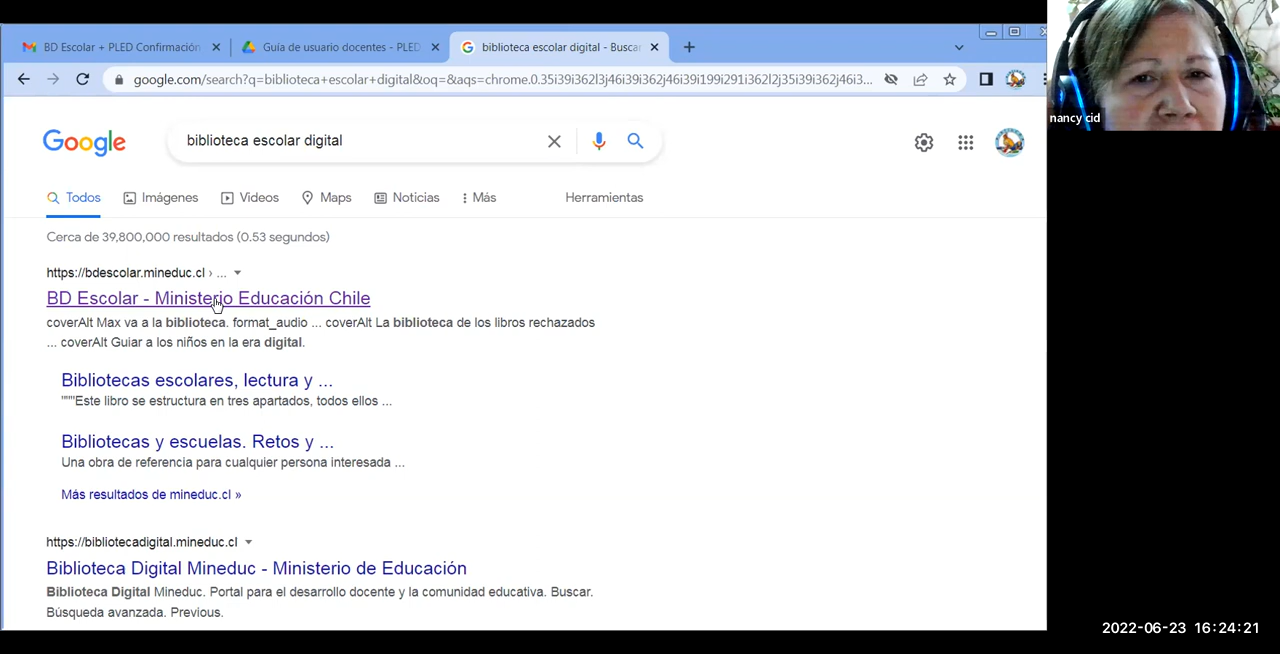 BD Escolar + PLED Confirmación
Guía de usuario docentes - PLED
biblioteca escolar digital - Buscar
google.com/search?q=biblioteca+escolar+digital&oq=&aqs=chrome.0.35i39i362l3j46i39i362j46i39i199i291i362l2j35i39i362j46i3...
nancy cid
Google
biblioteca escolar digital
Todos
Imágenes
Videos
Maps
Noticias
Más
Herramientas
Cerca de 39,800,000 resultados (0.53 segundos)
https://bdescolar.mineduc.cl › ...
BD Escolar - Ministerio Educación Chile
coverAlt Max va a la biblioteca. format_audio ... coverAlt La biblioteca de los libros rechazados
... coverAlt Guiar a los niños en la era digital.
Bibliotecas escolares, lectura y ...
"""Este libro se estructura en tres apartados, todos ellos ...
Bibliotecas y escuelas. Retos y ...
Una obra de referencia para cualquier persona interesada ...
Más resultados de mineduc.cl »
https://bibliotecadigital.mineduc.cl
Biblioteca Digital Mineduc - Ministerio de Educación
Biblioteca Digital Mineduc. Portal para el desarrollo docente y la comunidad educativa. Buscar.
Búsqueda avanzada. Previous.
2022-06-23 16:24:21